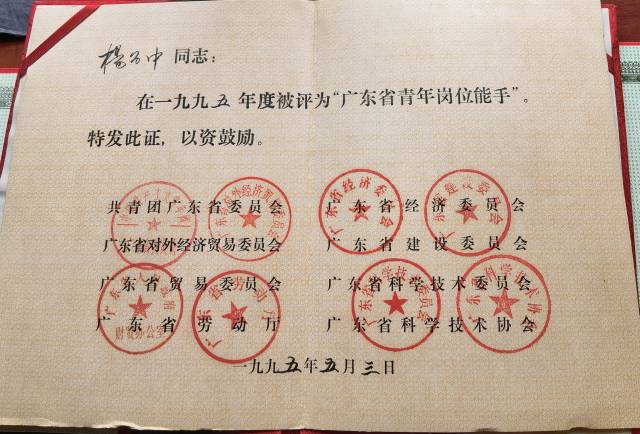 杨 中 同志：
在一九九五年度被评为“广东省青年岗位能手”。
特发此证，以资鼓励。
共青团广东省委员会 广东省经济委员会
广东省对外经济贸易委员会 广东省建设委员会
广东省贸易委员会 广东省科学技术委员会
广东省劳动厅 广东省科学技术协会
一九九五年五月三日
财贸办公室